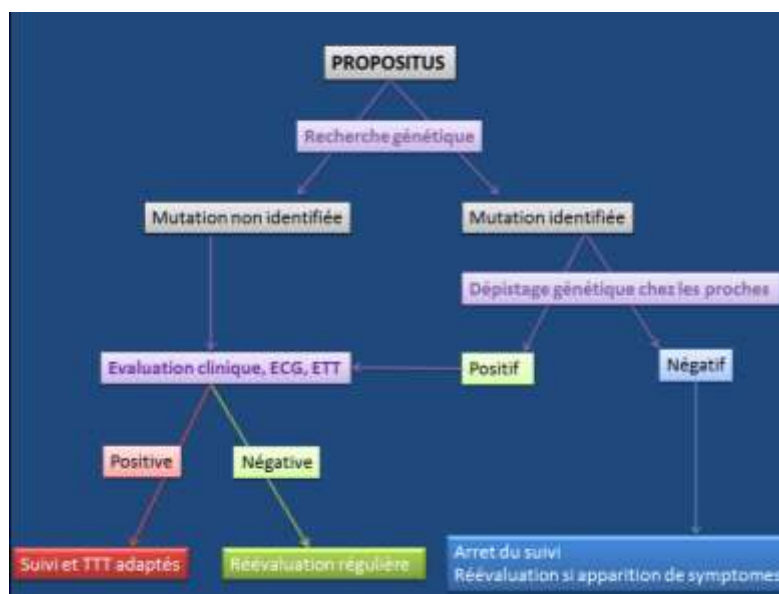 PROPOSITUS
Recherche génétique
Mutation non identifiée
Mutation identifiée
Dépistage génétique chez les proches
Evaluation clinique, ECG, ETT
Positif
Négatif
Positive
Négative
Suivi et TTT adaptés
Réévaluation régulière
Arret du suivi
Réévaluation si apparition de symptomes